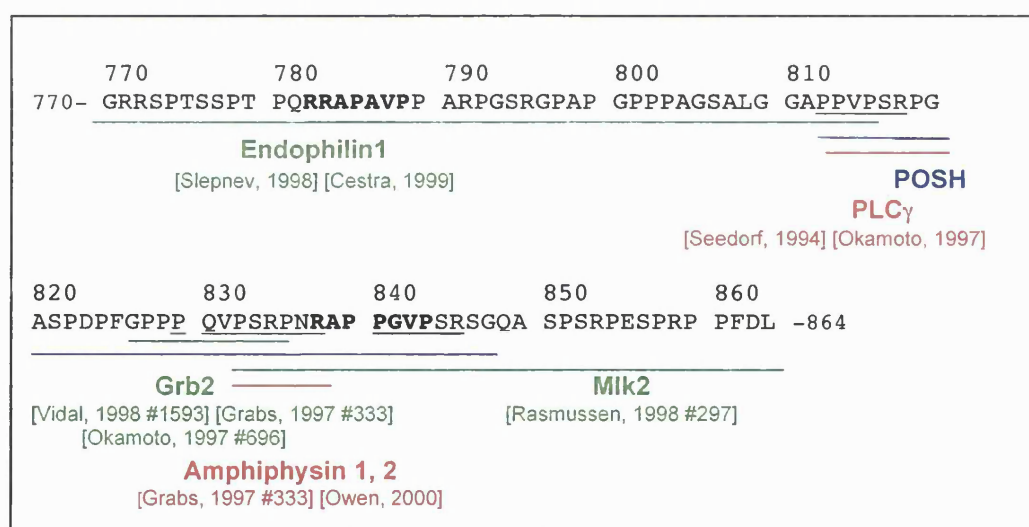 770 780 790 800 810
770- GRRSPTSSPT PQRRAPAVPP ARPGSRGPAP GPPPAGSALG GAPPVPSRPG
Endophilin1
[Slepnev, 1998] [Cestra, 1999]
POSH
PLCγ
[Seedorf, 1994] [Okamoto, 1997]
820 830 840 850 860
ASPDPFGPPP QVPSRPNRAP PGVPSRSGQA SPSRPESPRP PFDL -864
Grb2 Mlk2
[Vidal, 1998 #1593] [Grabs, 1997 #333] [Rasmussen, 1998 #297]
[Okamoto, 1997 #696]
Amphiphysin 1, 2
[Grabs, 1997 #333] [Owen, 2000]